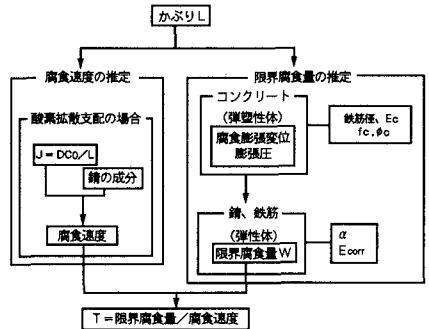 かぶりL
腐食速度の推定
酸素拡散支配の場合
J=DC0/L
錆の成分
腐食速度
限界腐食量の推定
コンクリート
(弾塑性体)
腐食膨張変位
膨張圧
鉄筋径、Ec
fc,φc
錆、鉄筋
(弾性体)
限界腐食量W
α
Ecorr
T=限界腐食量/腐食速度